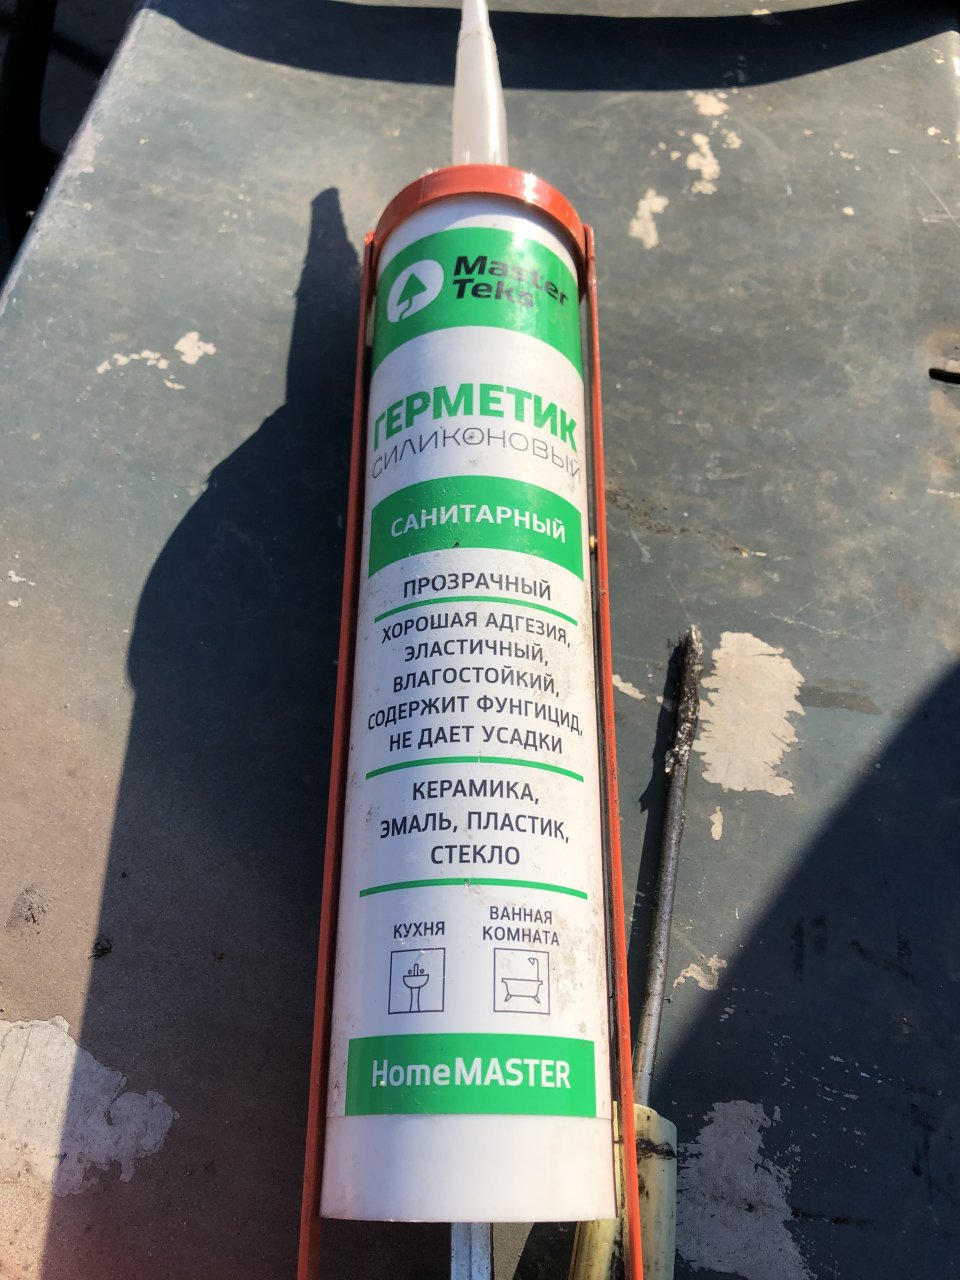 Master
Teks
ГЕРМЕТИК
СИЛИКОНОВЫЙ
САНИТАРНЫЙ
ПРОЗРАЧНЫЙ
ХОРОШАЯ АДГЕЗИЯ,
ЭЛАСТИЧНЫЙ,
ВЛАГОСТОЙКИЙ,
СОДЕРЖИТ ФУНГИЦИД,
НЕ ДАЕТ УСАДКИ
КЕРАМИКА,
ЭМАЛЬ, ПЛАСТИК,
СТЕКЛО
КУХНЯ
ВАННАЯ
КОМНАТА
HomeMASTER